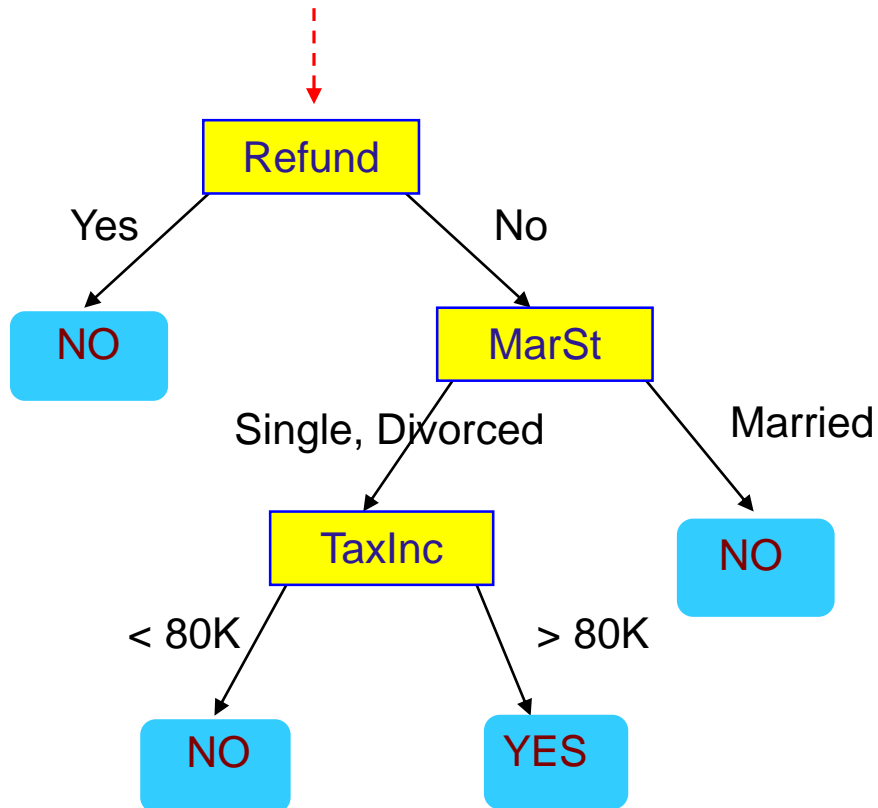 Refund
Yes
No
NO
MarSt
Single, Divorced
Married
TaxInc
NO
< 80K
> 80K
NO
YES